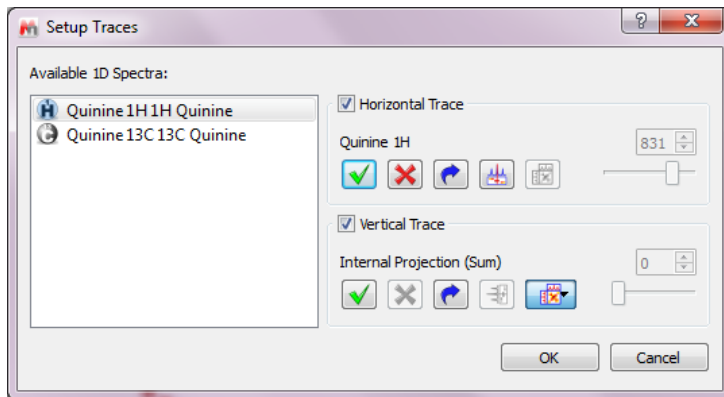 Setup Traces
Available 1D Spectra:
Quinine 1H 1H Quinine
Quinine 13C 13C Quinine
Horizontal Trace
Quinine 1H
831
Vertical Trace
Internal Projection (Sum)
0
OK
Cancel